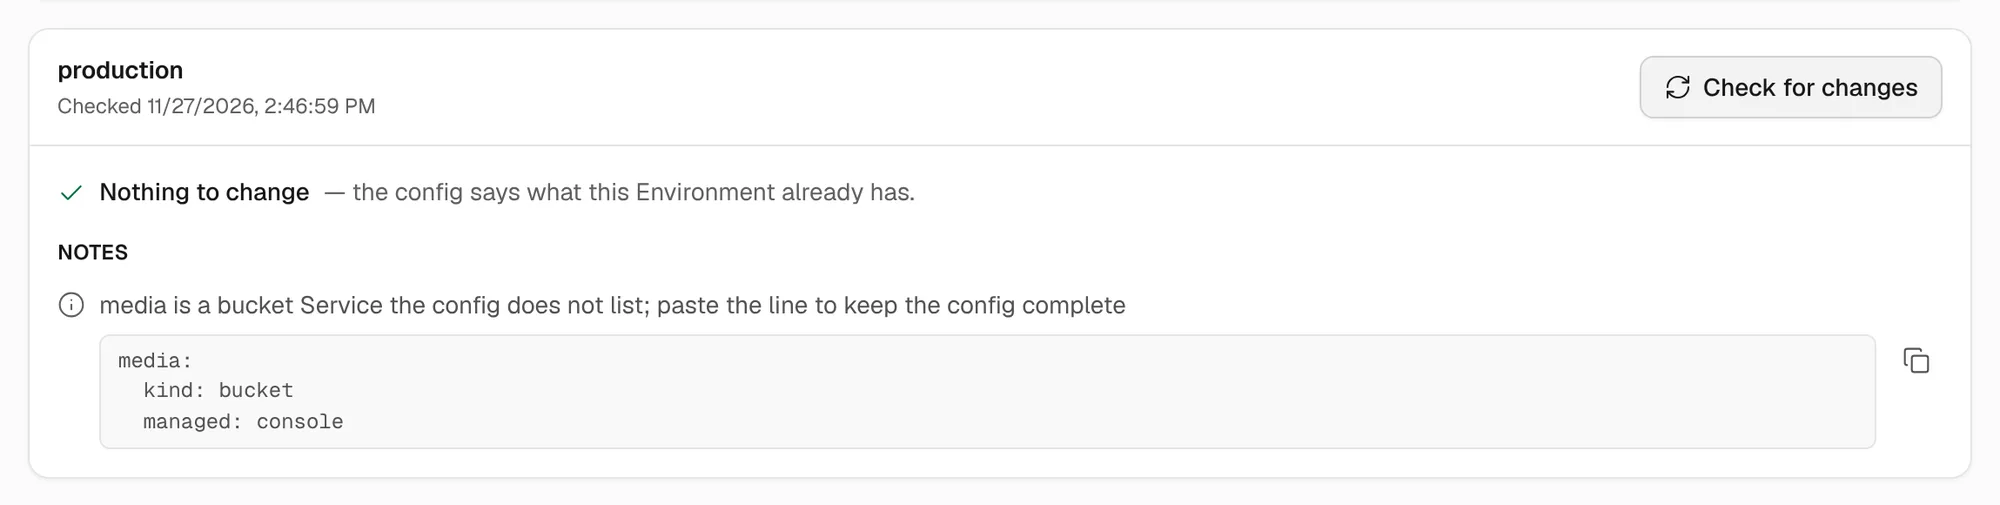 production
Checked 11/27/2026, 2:46:59 PM
Check for changes
Nothing to change — the config says what this Environment already has.
NOTES
media is a bucket Service the config does not list; paste the line to keep the config complete
media:
  kind: bucket
  managed: console